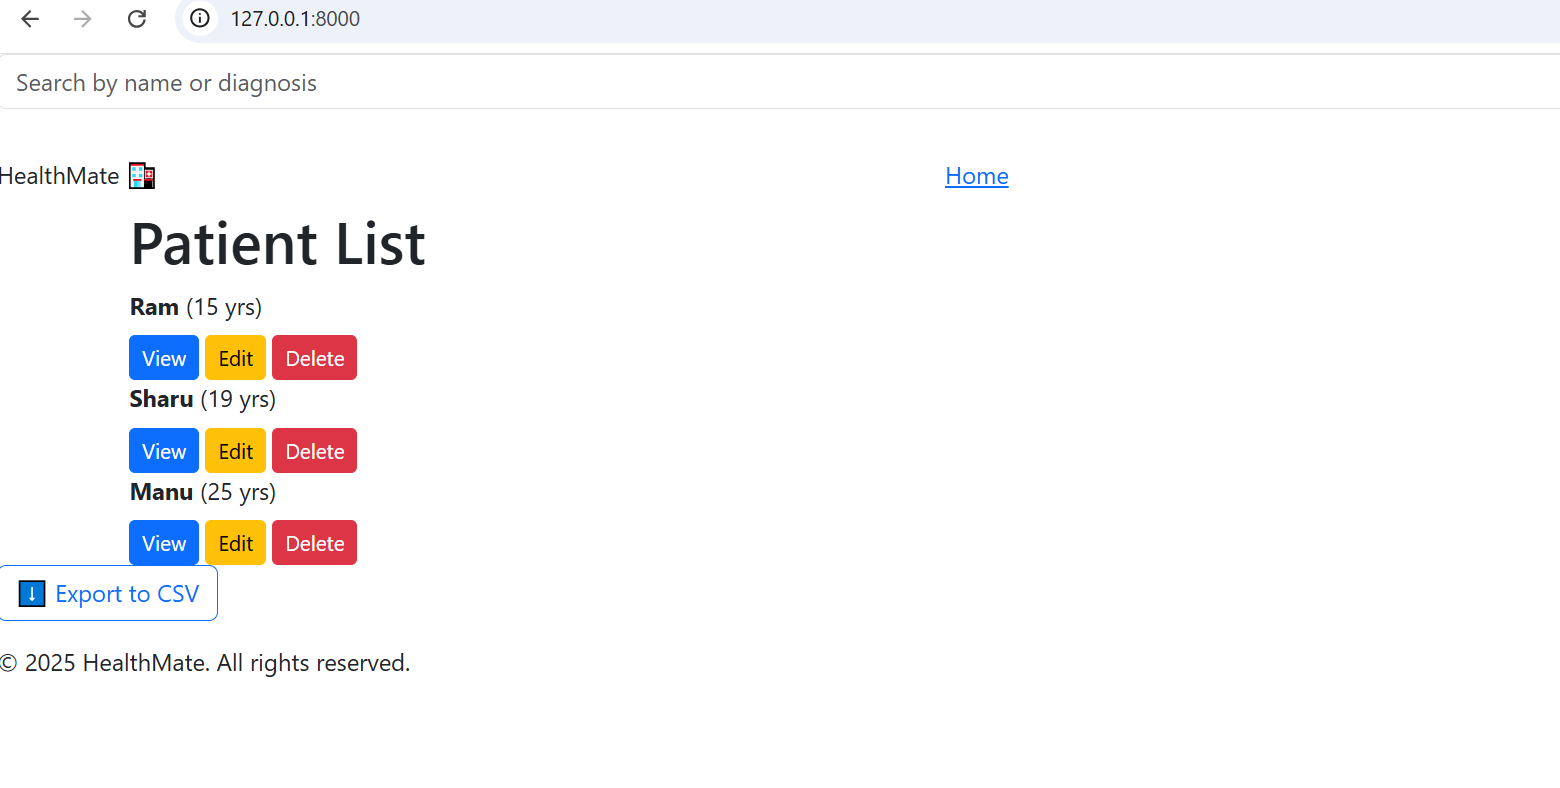 127.0.0.1:8000
Search by name or diagnosis
HealthMate 🏥 Home
Patient List
Ram (15 yrs)
View Edit Delete
Sharu (19 yrs)
View Edit Delete
Manu (25 yrs)
View Edit Delete
⬇️ Export to CSV
© 2025 HealthMate. All rights reserved.